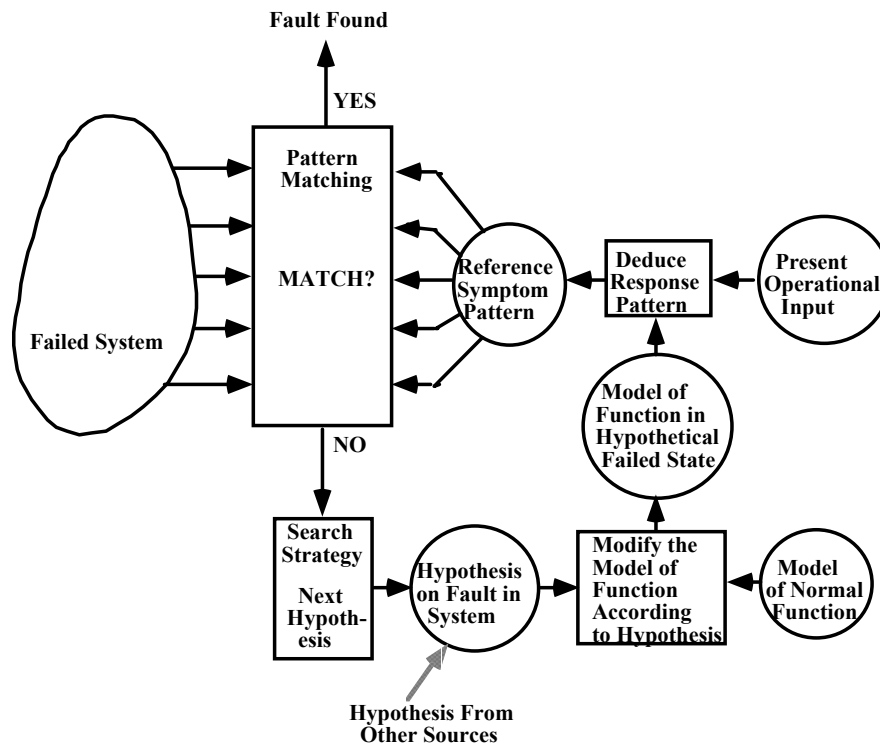 Fault Found
YES
Pattern
Matching
MATCH?
Failed System
Reference
Symptom
Pattern
Deduce
Response
Pattern
Present
Operational
Input
Model of
Function in
Hypothetical
Failed State
NO
Search
Strategy
Next
Hypoth-
esis
Hypothesis
on Fault in
System
Modify the
Model of
Function
According
to Hypothesis
Model
of Normal
Function
Hypothesis From
Other Sources